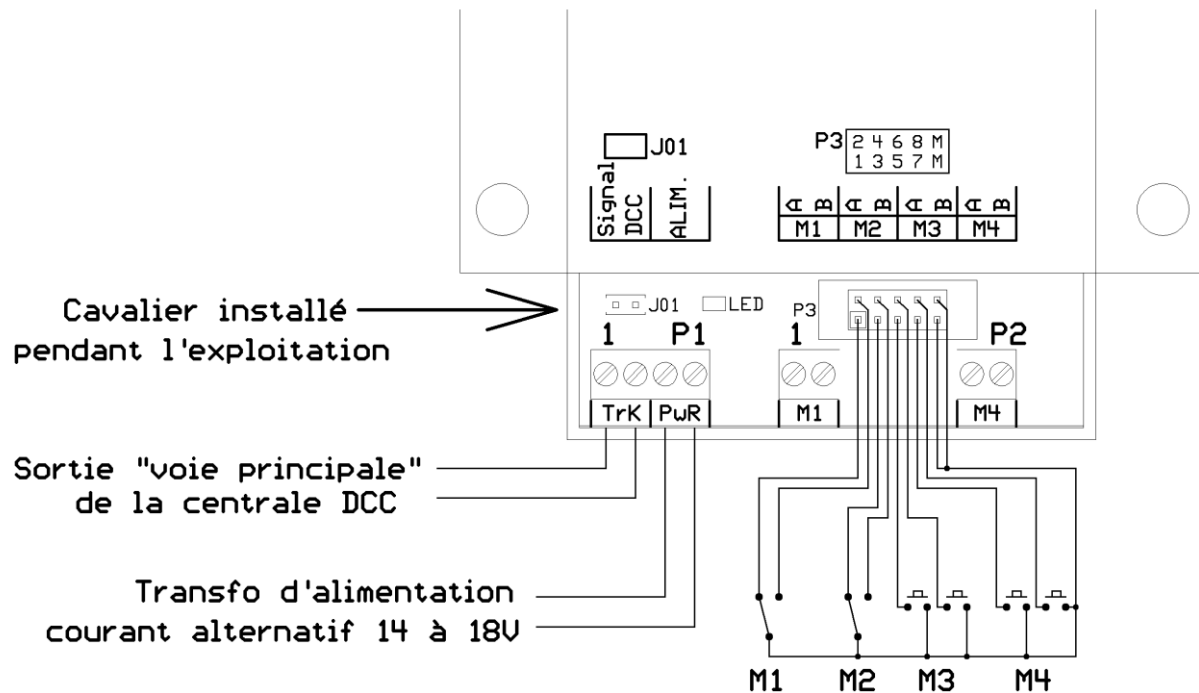 J01
P3
2 4 6 8 M
1 3 5 7 M
Signal
DCC
ALIM.
A B A B A B A B
M1 M2 M3 M4
Cavalier installé
pendant l'exploitation
J01
LED
P3
1 P1
1 P2
TrK PwR
M1
M4
Sortie "voie principale"
de la centrale DCC
Transfo d'alimentation
courant alternatif 14 à 18V
M1 M2 M3 M4